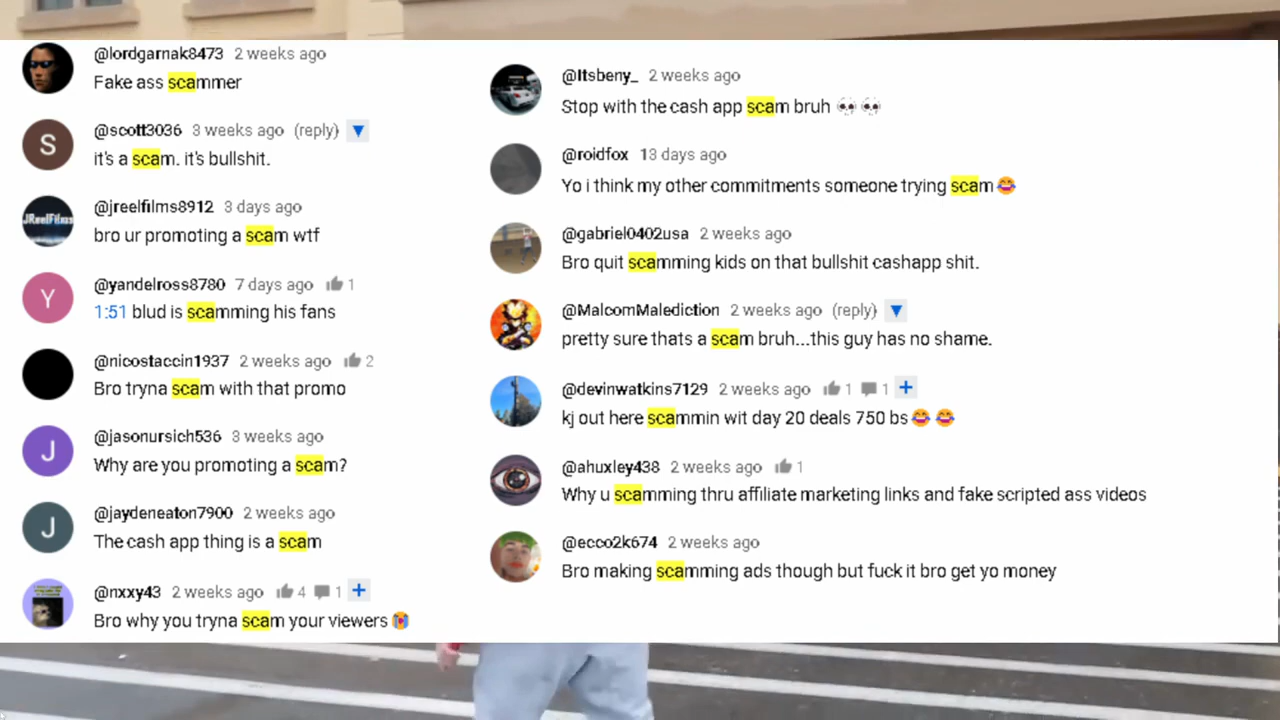 @lordgarnak8473 2 weeks ago
Fake ass scammer
@scott3036 3 weeks ago (reply)
S
it's a scam. it's bullshit.
@jreelfilms8912 3 days ago
JReelFilms
bro ur promoting a scam wtf
@yandelross8780 7 days ago 1
Y
1:51 blud is scamming his fans
@nicostaccin1937 2 weeks ago 2
Bro tryna scam with that promo
@jasonursich536 3 weeks ago
J
Why are you promoting a scam?
@jaydeneaton7900 2 weeks ago
J
The cash app thing is a scam
@nxxy43 2 weeks ago 4 1 +
Bro why you tryna scam your viewers😭
@Itsbeny_ 2 weeks ago
Stop with the cash app scam bruh 💀💀
@roidfox 13 days ago
Yo i think my other commitments someone trying scam😂
@gabriel0402usa 2 weeks ago
Bro quit scamming kids on that bullshit cashapp shit.
@MalcomMalediction 2 weeks ago (reply)
pretty sure thats a scam bruh...this guy has no shame.
@devinwatkins7129 2 weeks ago 1 1 +
kj out here scammin wit day 20 deals 750 bs😂😂
@ahuxley438 2 weeks ago 1
Why u scamming thru affiliate marketing links and fake scripted ass videos
@ecco2k674 2 weeks ago
Bro making scamming ads though but fuck it bro get yo money